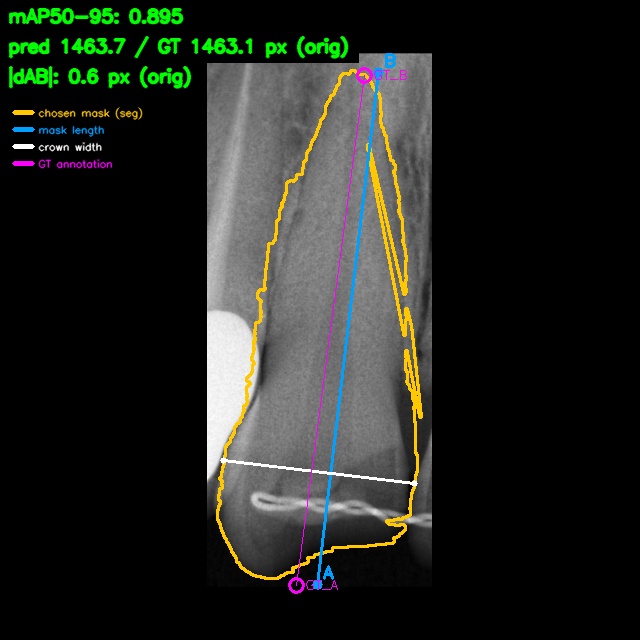 mAP50-95: 0.895
pred 1463.7 / GT 1463.1 px (orig)
|dAB|: 0.6 px (orig)
chosen mask (seg)
mask length
crown width
GT annotation
B
GT_B
A
GT_A